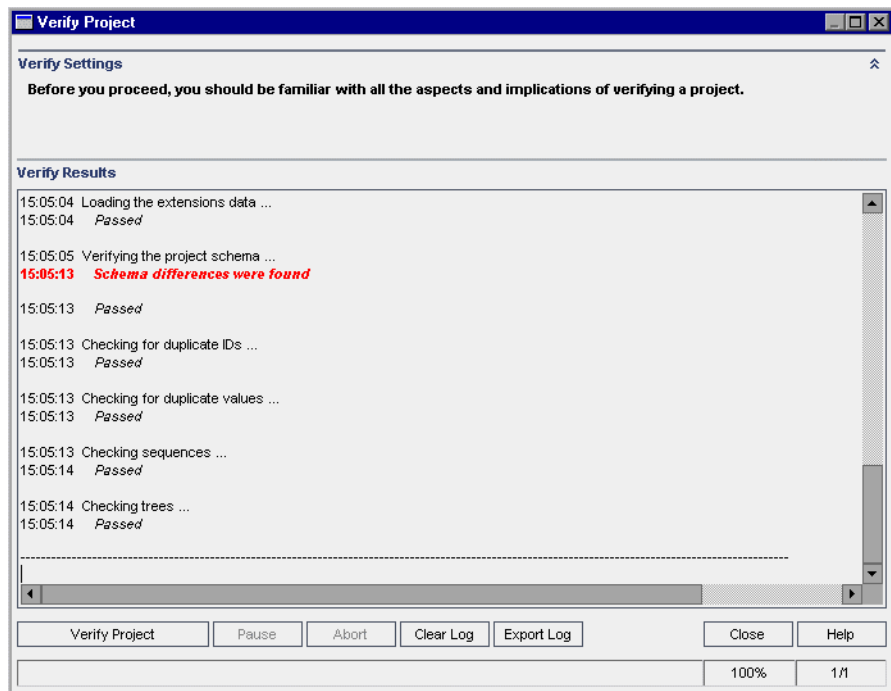 Verify Project
Verify Settings
Before you proceed, you should be familiar with all the aspects and implications of verifying a project.
Verify Results
15:05:04 Loading the extensions data ...
15:05:04 Passed
15:05:05 Verifying the project schema ...
15:05:13 Schema differences were found
15:05:13 Passed
15:05:13 Checking for duplicate IDs ...
15:05:13 Passed
15:05:13 Checking for duplicate values ...
15:05:13 Passed
15:05:13 Checking sequences ...
15:05:14 Passed
15:05:14 Checking trees ...
15:05:14 Passed
--------------------------------------------------------------------------------
Verify Project Pause Abort Clear Log Export Log Close Help
100% 1/1